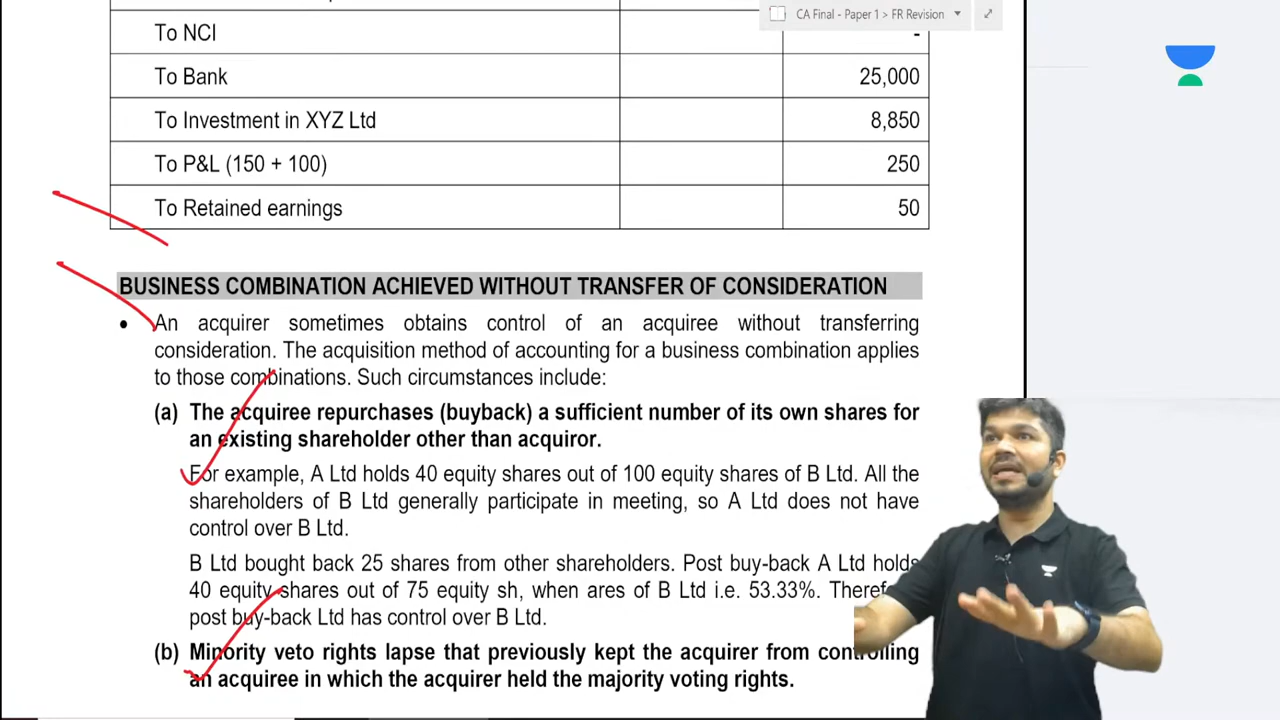 CA Final - Paper 1 > FR Revision
To NCI -
To Bank 25,000
To Investment in XYZ Ltd 8,850
To P&L (150 + 100) 250
To Retained earnings 50
BUSINESS COMBINATION ACHIEVED WITHOUT TRANSFER OF CONSIDERATION
• An acquirer sometimes obtains control of an acquiree without transferring
consideration. The acquisition method of accounting for a business combination applies
to those combinations. Such circumstances include:
(a) The acquiree repurchases (buyback) a sufficient number of its own shares for
an existing shareholder other than acquiror.
For example, A Ltd holds 40 equity shares out of 100 equity shares of B Ltd. All the
shareholders of B Ltd generally participate in meeting, so A Ltd does not have
control over B Ltd.
B Ltd bought back 25 shares from other shareholders. Post buy-back A Ltd holds
40 equity shares out of 75 equity sh, when ares of B Ltd i.e. 53.33%.
post buy-back Ltd has control over B Ltd.
(b) Minority veto rights lapse that previously kept the acquirer from controlling
an acquiree in which the acquirer held the majority voting rights.